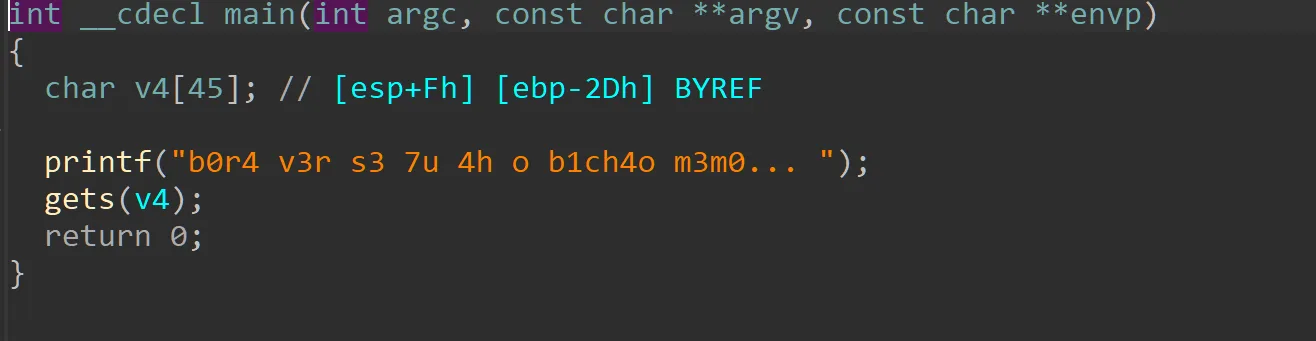 int __cdecl main(int argc, const char **argv, const char **envp)
{
char v4[45]; // [esp+Fh] [ebp-2Dh] BYREF
printf("b0r4 v3r s3 7u 4h o b1ch4o m3m0... ");
gets(v4);
return 0;
}